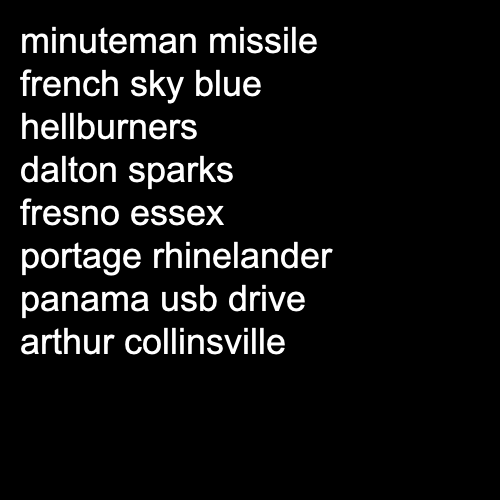 minuteman missile
french sky blue
hellburners
dalton sparks
fresno essex
portage rhinelander
panama usb drive
arthur collinsville